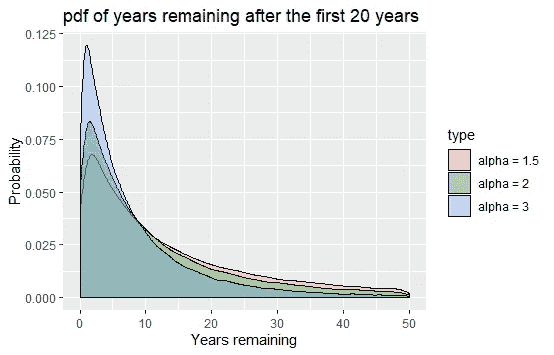 pdf of years remaining after the first 20 years
0.125
0.100
0.075
0.050
0.025
0.000
Probability
0 10 20 30 40 50
Years remaining
type
alpha = 1.5
alpha = 2
alpha = 3